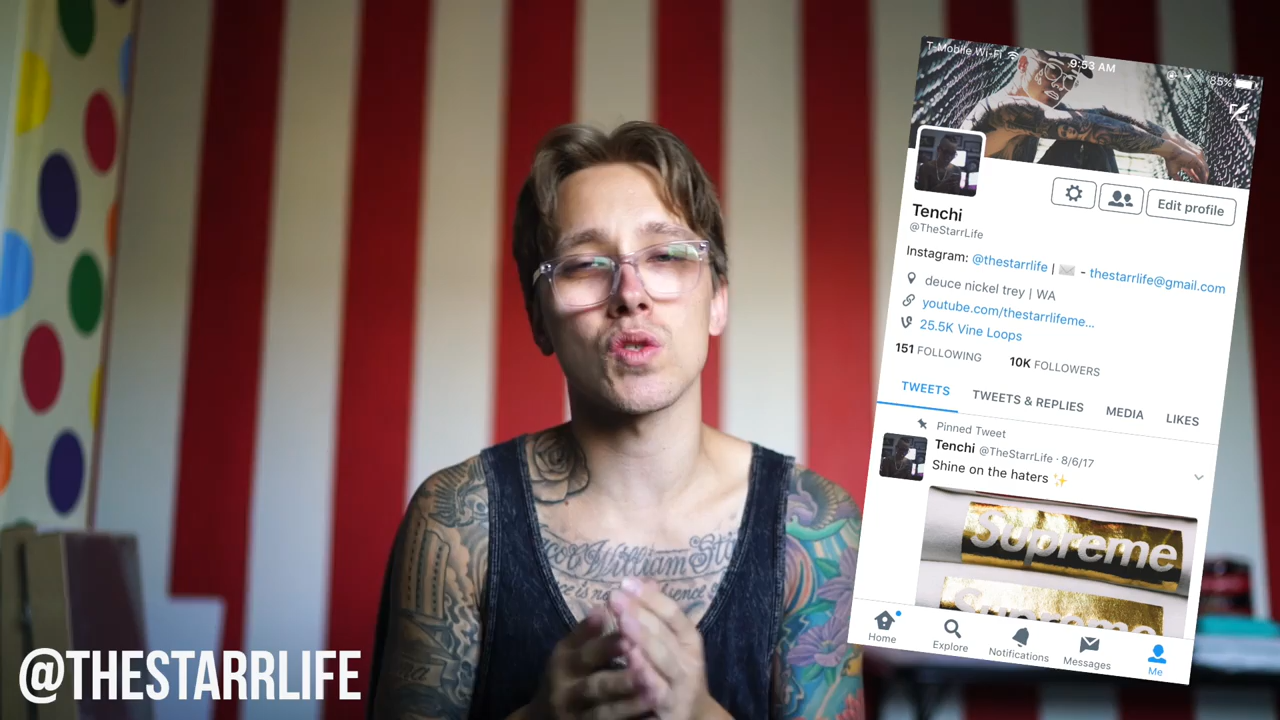 T-Mobile Wi-Fi
9:53 AM
85%
Tenchi
@TheStarrLife
Edit profile
Instagram: @thestarrlife | ✉️ - thestarrlife@gmail.com
deuce nickel trey | WA
youtube.com/thestarrlifeme...
25.5K Vine Loops
151 FOLLOWING 10K FOLLOWERS
TWEETS TWEETS & REPLIES MEDIA LIKES
Pinned Tweet
Tenchi @TheStarrLife · 8/6/17
Shine on the haters ✨
Supreme
Supreme
Home Explore Notifications Messages Me
William
@THESTARRLIFE